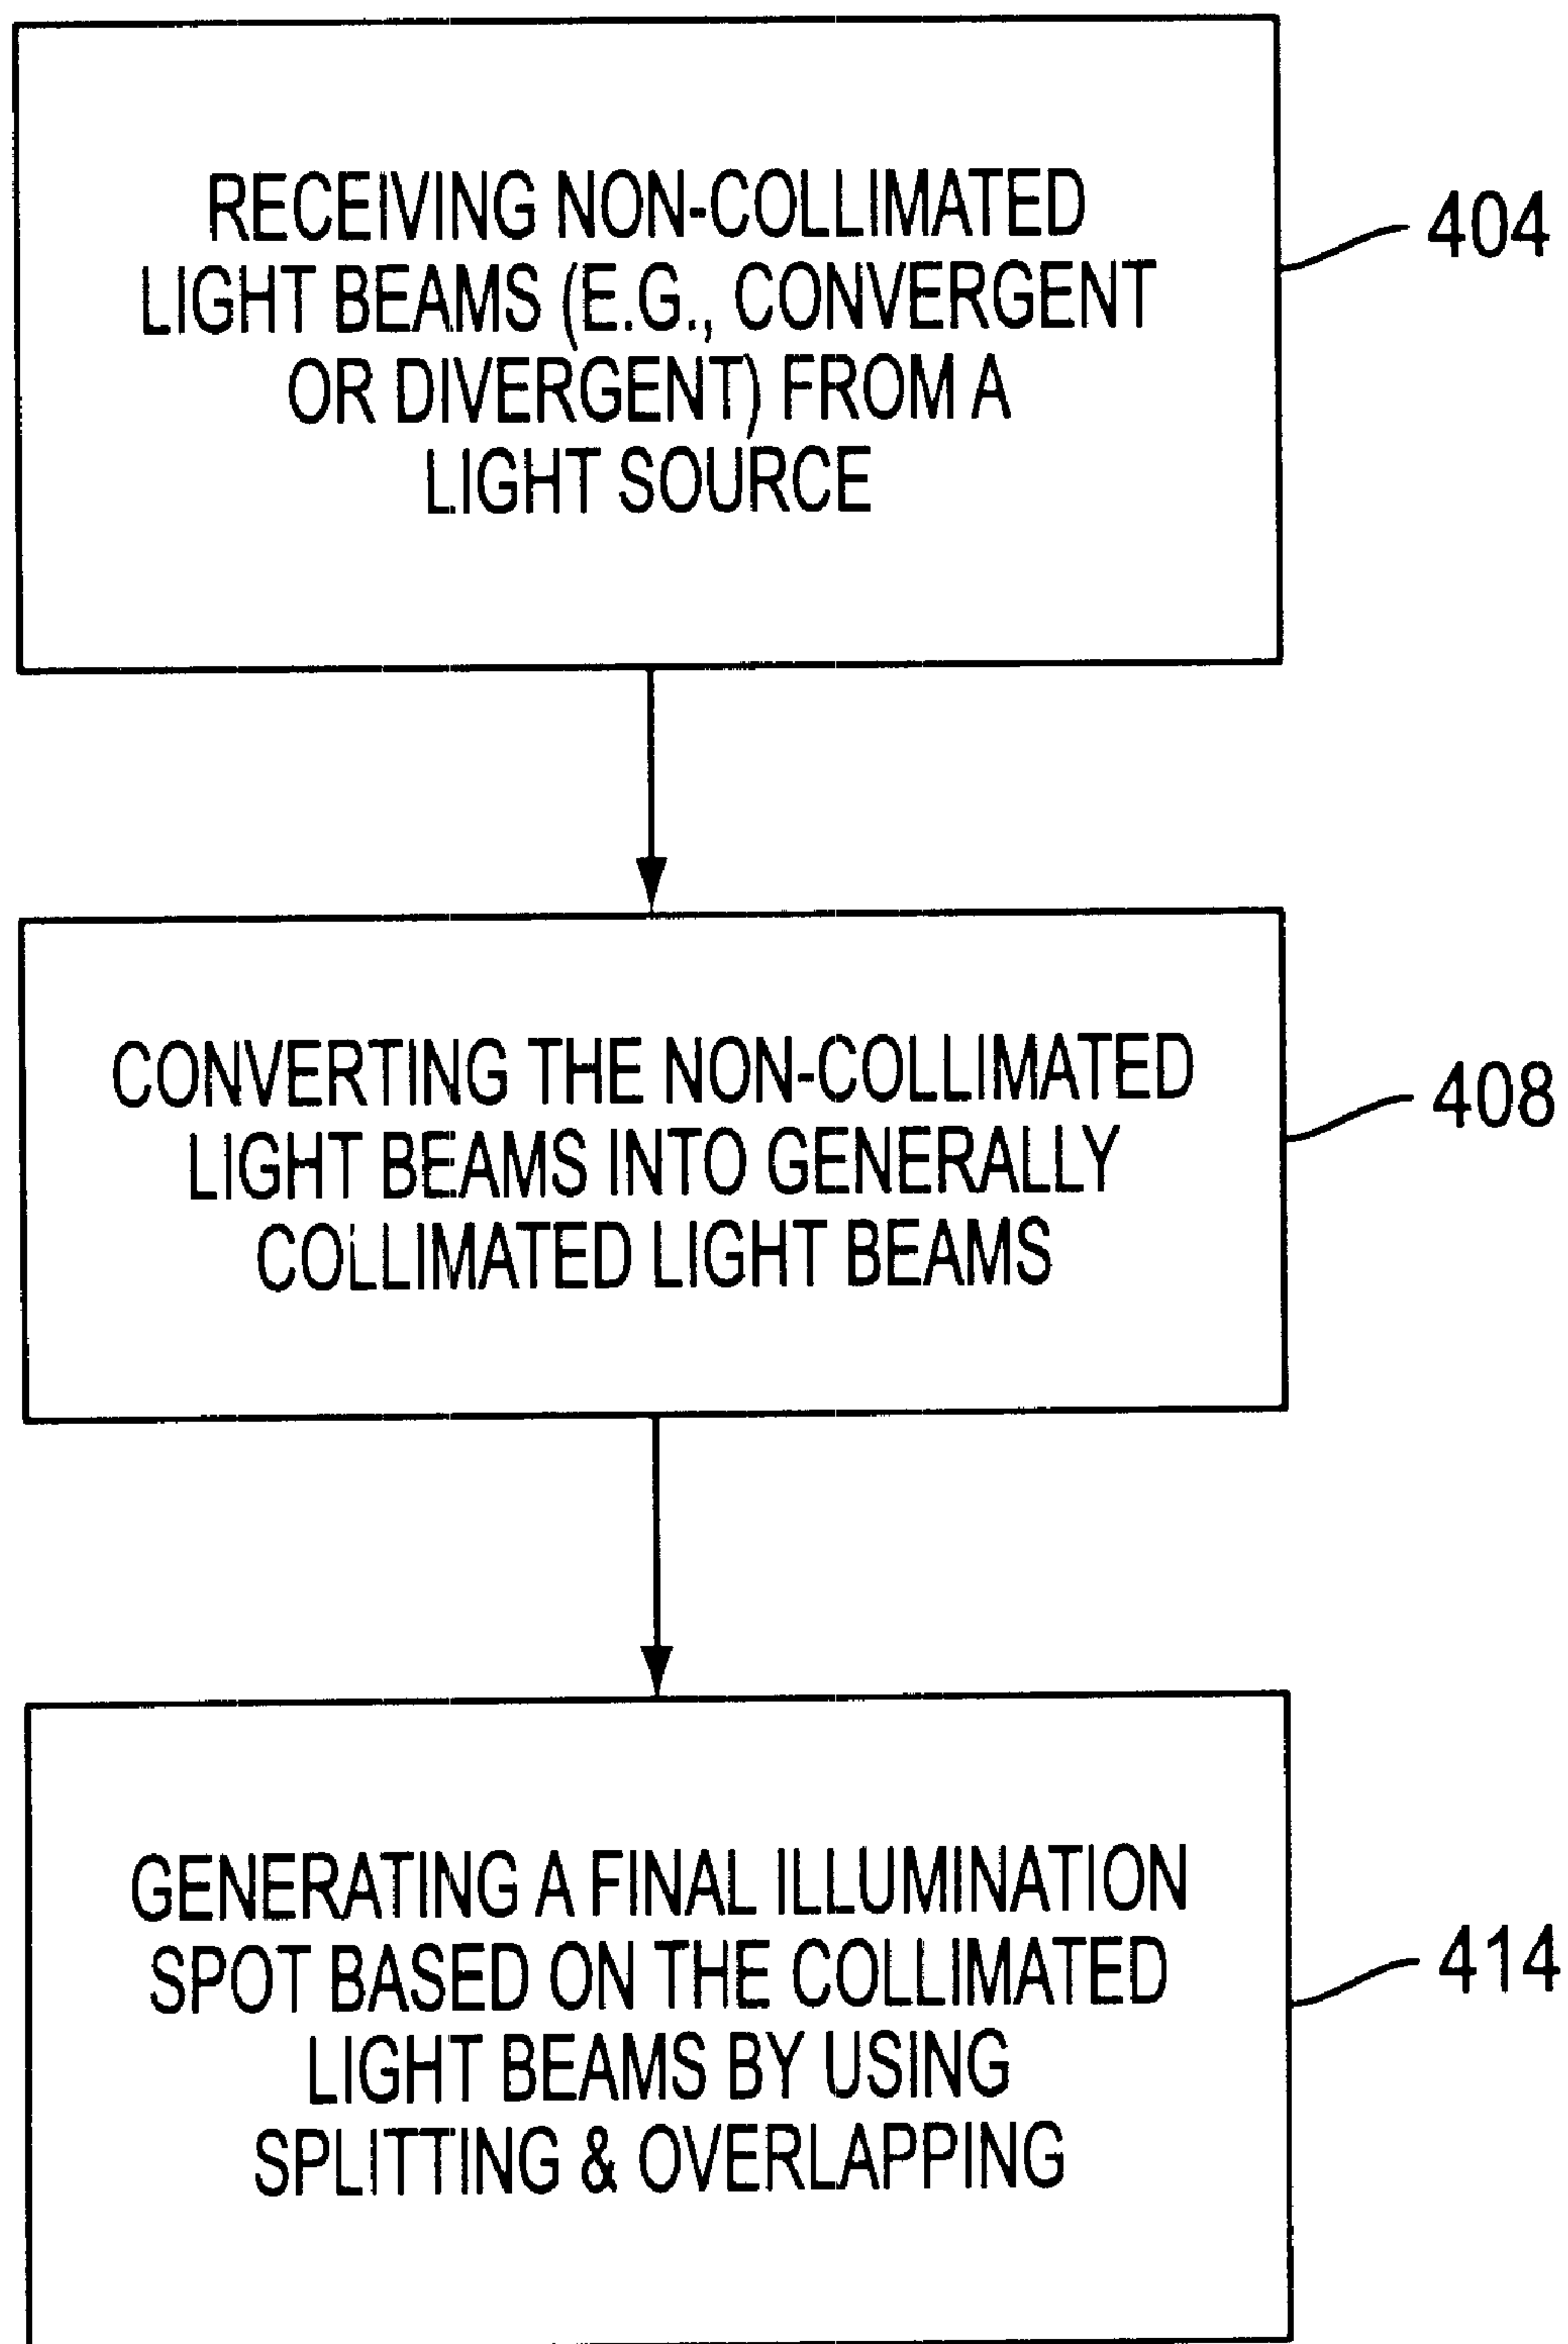 RECEIVING NON-COLLIMATED
LIGHT BEAMS (E.G., CONVERGENT
OR DIVERGENT) FROM A
LIGHT SOURCE
404
CONVERTING THE NON-COLLIMATED
LIGHT BEAMS INTO GENERALLY
COLLIMATED LIGHT BEAMS
408
GENERATING A FINAL ILLUMINATION
SPOT BASED ON THE COLLIMATED
LIGHT BEAMS BY USING
SPLITTING & OVERLAPPING
414